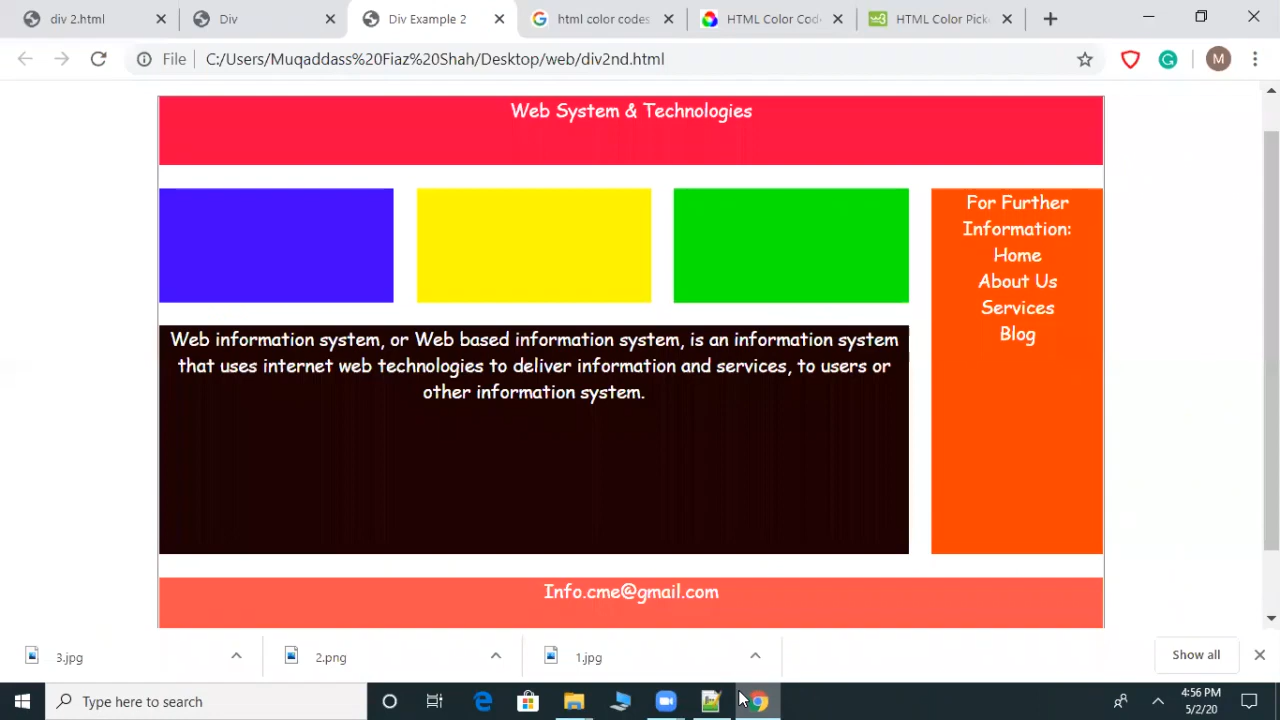 div 2.html
Div
Div Example 2
html color codes
HTML Color Cod
HTML Color Pick
File
C:/Users/Muqaddass%20Fiaz%20Shah/Desktop/web/div2nd.html
M
Web System & Technologies
For Further
Information:
Home
About Us
Services
Blog
Web information system, or Web based information system, is an information system
that uses internet web technologies to deliver information and services, to users or
other information system.
Info.cme@gmail.com
3.jpg
2.png
1.jpg
Show all
Type here to search
4:56 PM
5/2/20